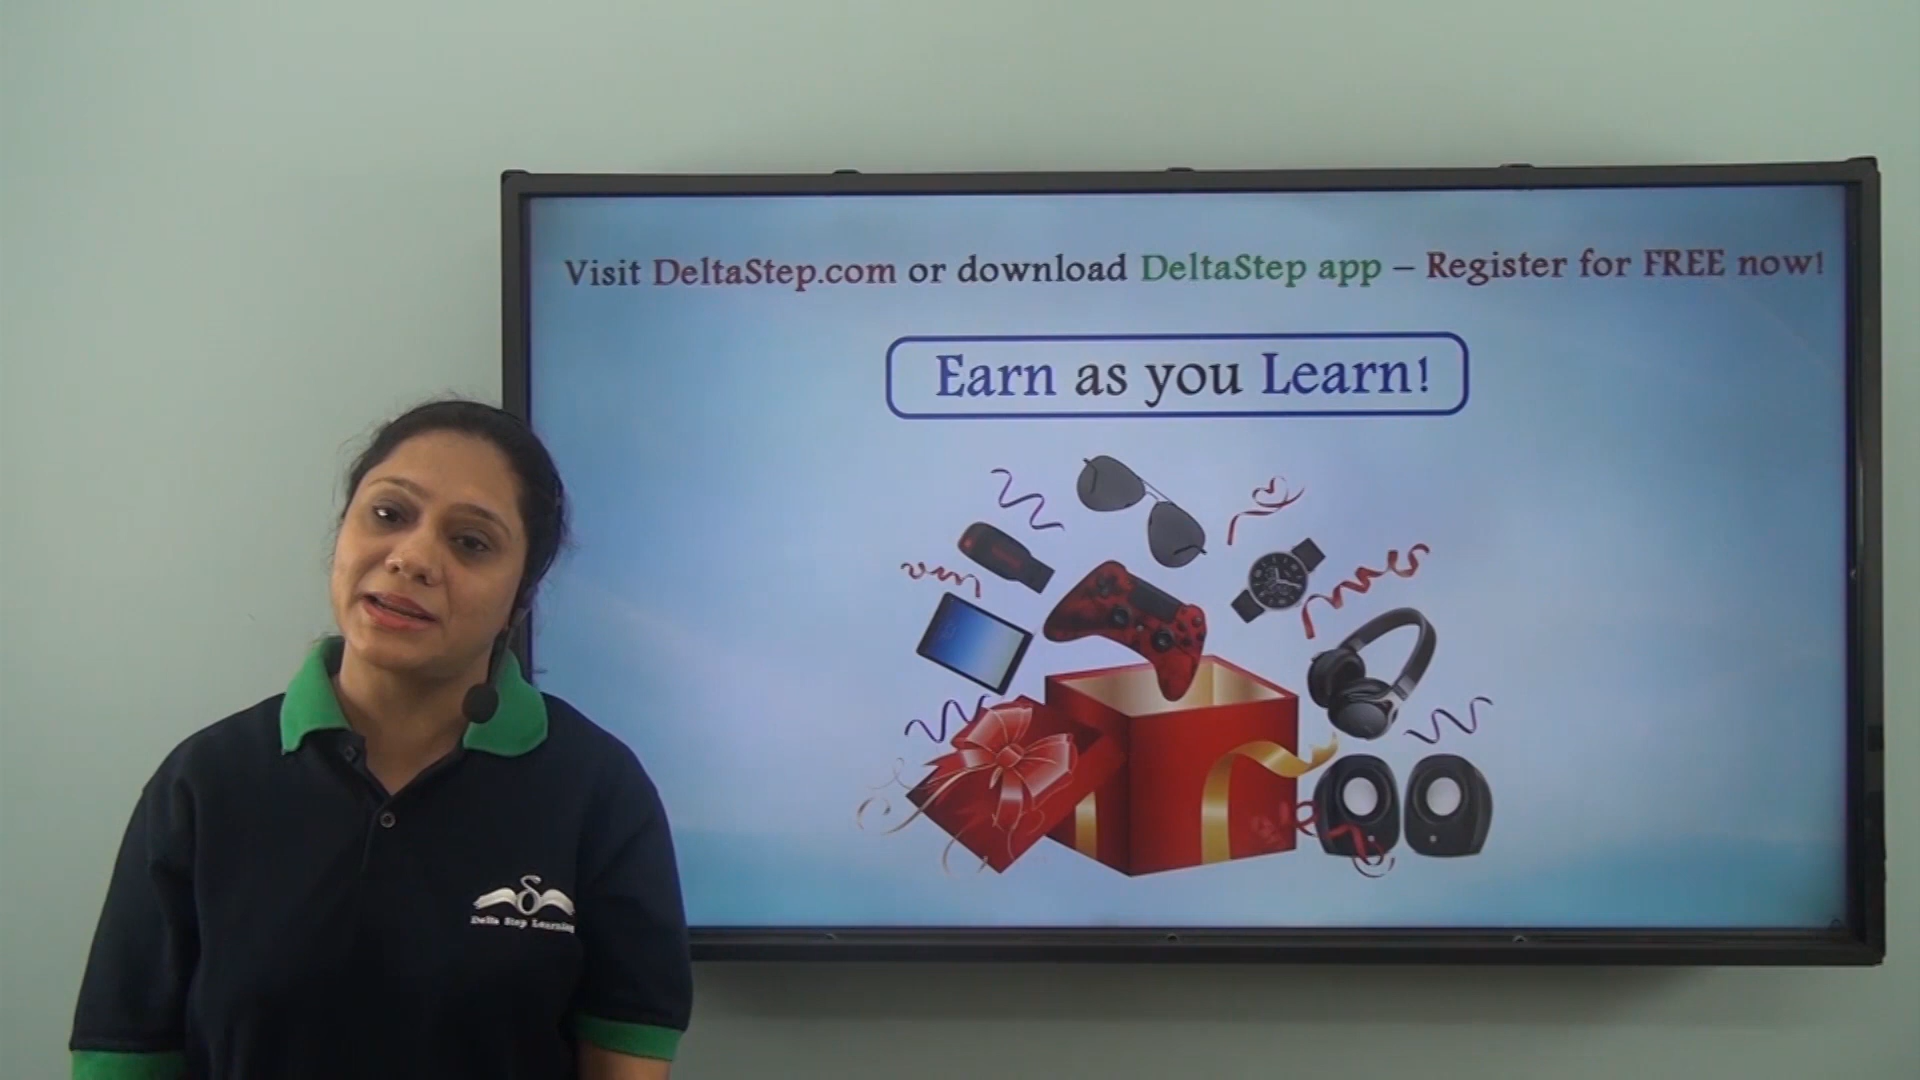 Visit DeltaStep.com or download DeltaStep app – Register for FREE now!
Earn as you Learn!
δ
Delta Step Learning